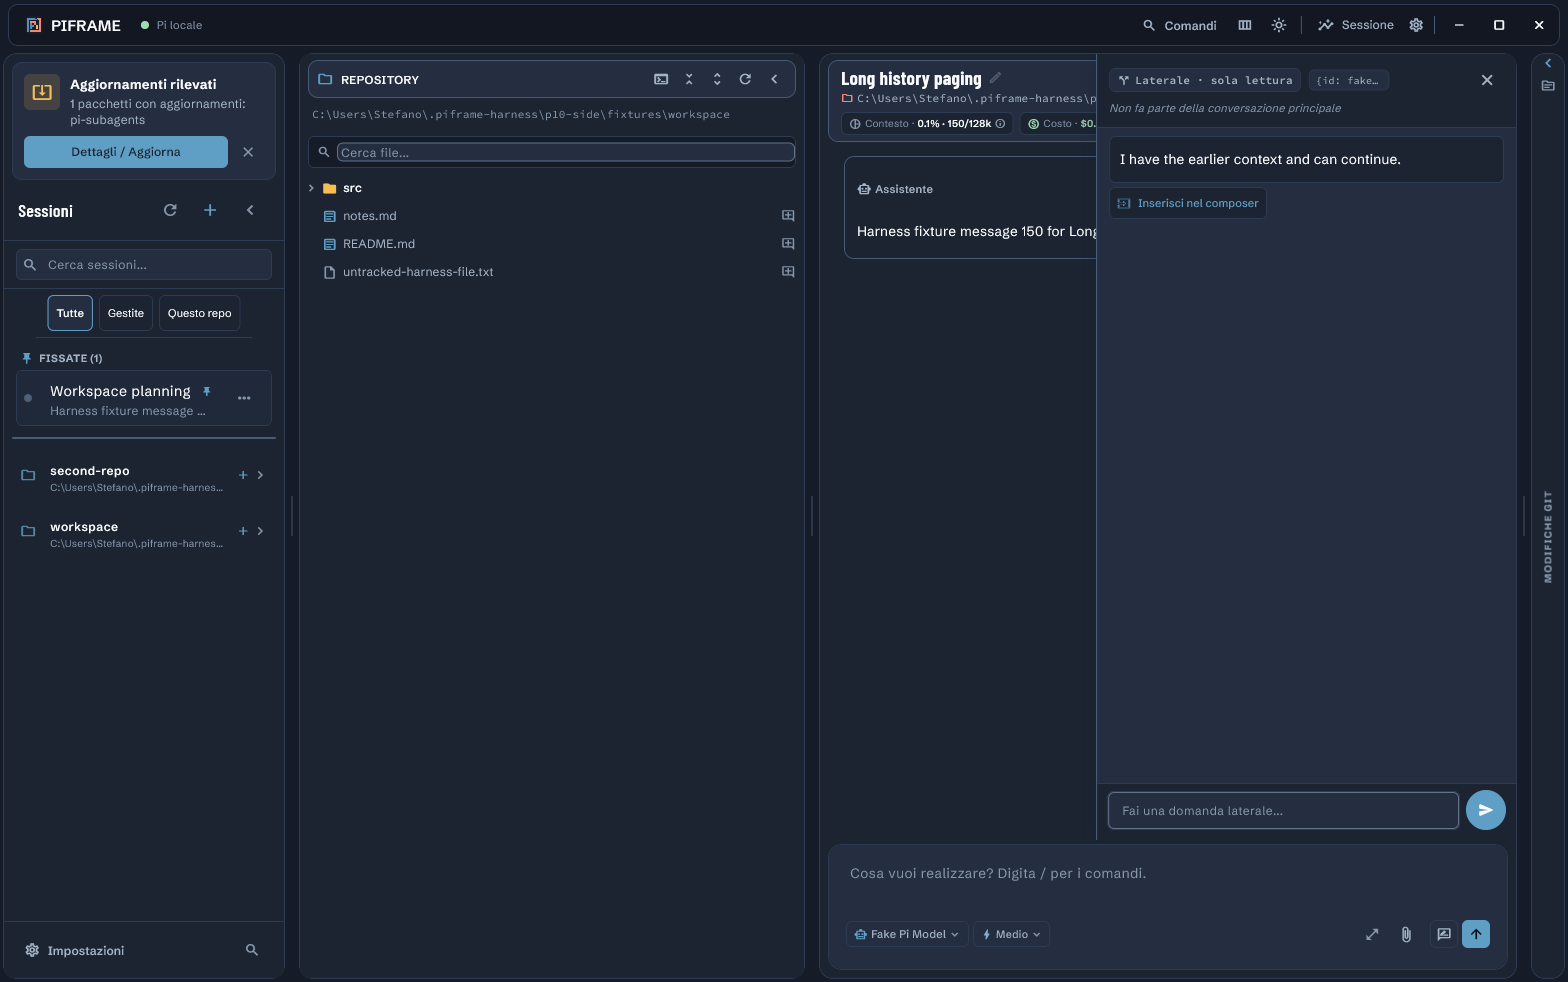 PIFRAME
Pi locale
Comandi
Sessione
Aggiornamenti rilevati
1 pacchetti con aggiornamenti:
pi-subagents
Dettagli / Aggiorna
Sessioni
Cerca sessioni...
Tutte
Gestite
Questo repo
FISSATE (1)
Workspace planning
Harness fixture message ...
second-repo
C:\Users\Stefano\.piframe-harnes...
workspace
C:\Users\Stefano\.piframe-harnes...
Impostazioni
REPOSITORY
C:\Users\Stefano\.piframe-harness\p10-side\fixtures\workspace
Cerca file...
src
notes.md
README.md
untracked-harness-file.txt
Long history paging
C:\Users\Stefano\.piframe-harness\p
Contesto · 0.1% • 150/128k
Costo · $0.
Assistente
Harness fixture message 150 for Long
Laterale · sola lettura
{id: fake…
Non fa parte della conversazione principale
I have the earlier context and can continue.
Inserisci nel composer
Fai una domanda laterale...
Cosa vuoi realizzare? Digita / per i comandi.
Fake Pi Model
Medio
MODIFICHE GIT